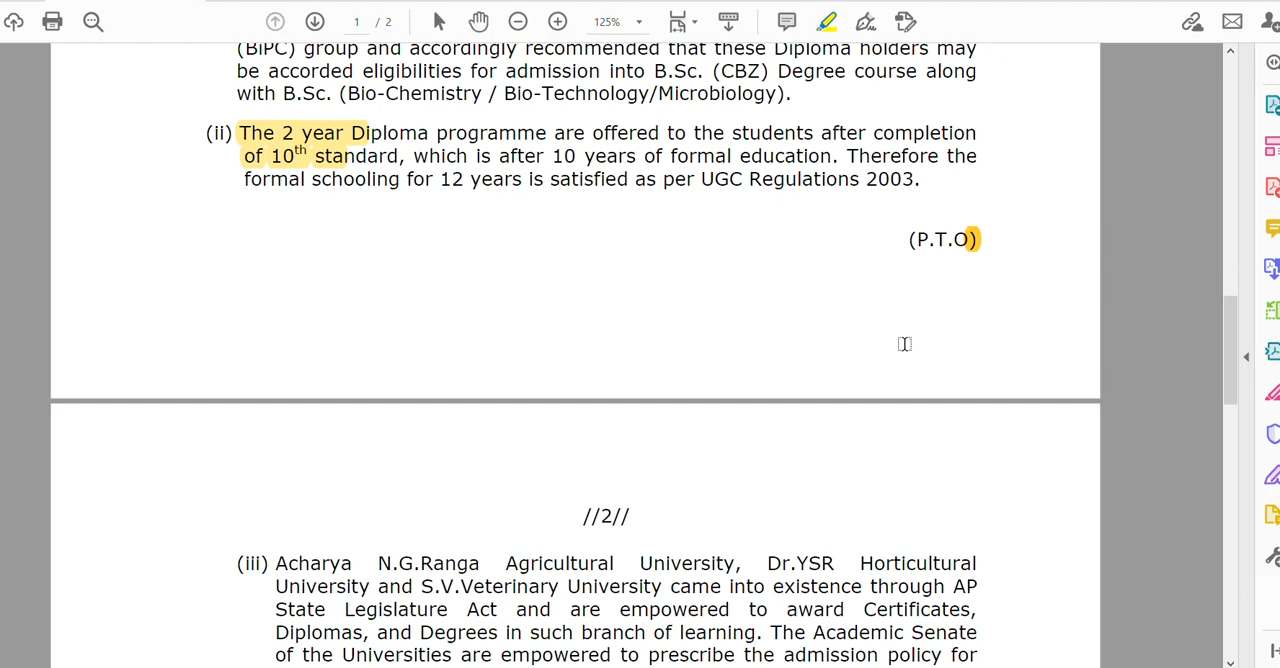 1 / 2
125%
(BiPC) group and accordingly recommended that these Diploma holders may
be accorded eligibilities for admission into B.Sc. (CBZ) Degree course along
with B.Sc. (Bio-Chemistry / Bio-Technology/Microbiology).
(ii) The 2 year Diploma programme are offered to the students after completion
of 10th standard, which is after 10 years of formal education. Therefore the
formal schooling for 12 years is satisfied as per UGC Regulations 2003.
(P.T.O)
//2//
(iii) Acharya N.G.Ranga Agricultural University, Dr.YSR Horticultural
University and S.V.Veterinary University came into existence through AP
State Legislature Act and are empowered to award Certificates,
Diplomas, and Degrees in such branch of learning. The Academic Senate
of the Universities are empowered to prescribe the admission policy for